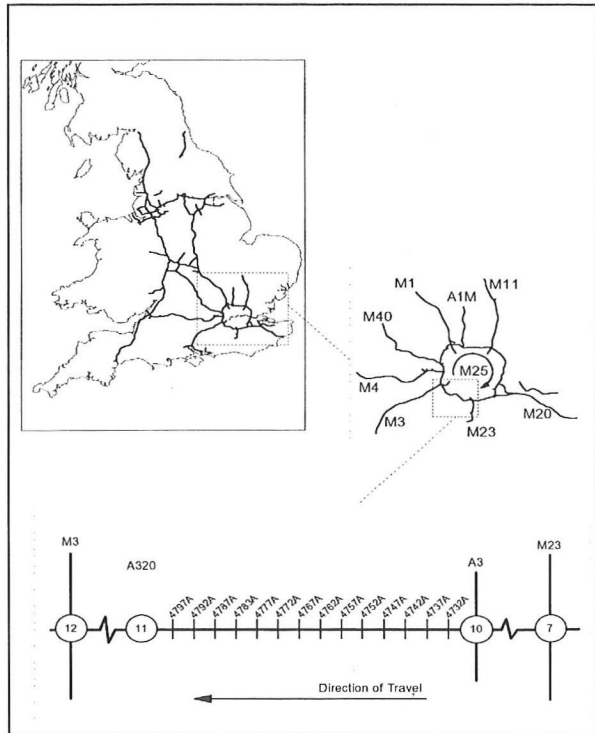 M1
A1M
M11
M40
M25
M4
M3
M23
M20
M3
A320
A3
M23
4797A
4792A
4787A
4783A
4777A
4772A
4767A
4762A
4757A
4752A
4747A
4742A
4737A
4732A
12
11
10
7
Direction of Travel